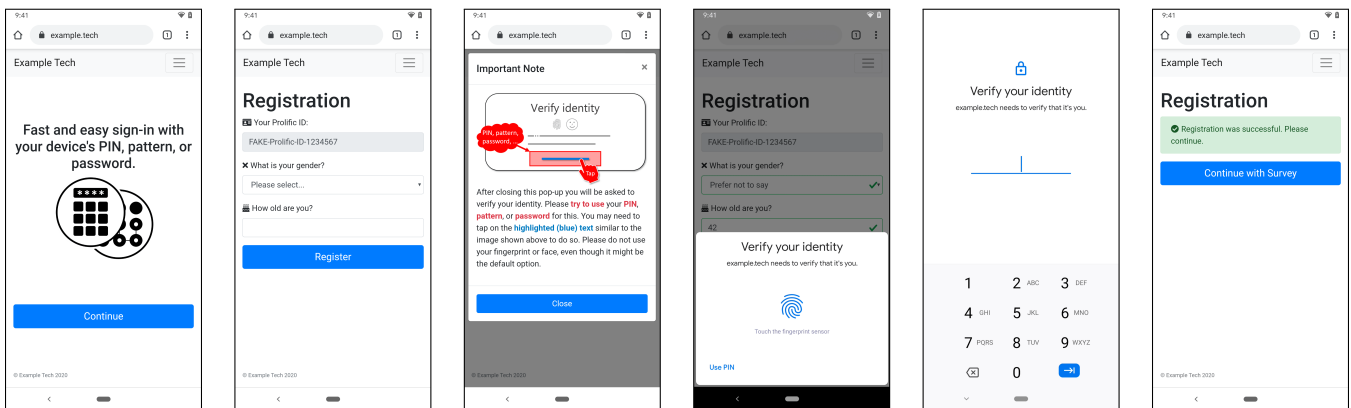 9:41
example.tech
1
Example Tech
Fast and easy sign-in with
your device's PIN, pattern, or
password.
****
Continue
© Example Tech 2020
9:41
example.tech
1
Example Tech
Registration
Your Prolific ID:
FAKE-Prolific-ID-1234567
What is your gender?
Please select...
How old are you?
Register
© Example Tech 2020
9:41
example.tech
1
Important Note
×
Verify identity
PIN, pattern,
password, ...
Tap
After closing this pop-up you will be asked to
verify your identity. Please try to use your PIN,
pattern, or password for this. You may need to
tap on the highlighted (blue) text similar to the
image shown above to do so. Please do not use
your fingerprint or face, even though it might be
the default option.
Close
© Example Tech 2020
9:41
example.tech
1
Example Tech
Registration
Your Prolific ID:
FAKE-Prolific-ID-1234567
What is your gender?
Prefer not to say
How old are you?
42
Verify your identity
example.tech needs to verify that it's you.
Touch the fingerprint sensor
Use PIN
Verify your identity
example.tech needs to verify that it's you.
1 2 ABC 3 DEF
4 GHI 5 JKL 6 MNO
7 PQRS 8 TUV 9 WXYZ
0
9:41
example.tech
1
Example Tech
Registration
Registration was successful. Please
continue.
Continue with Survey
© Example Tech 2020